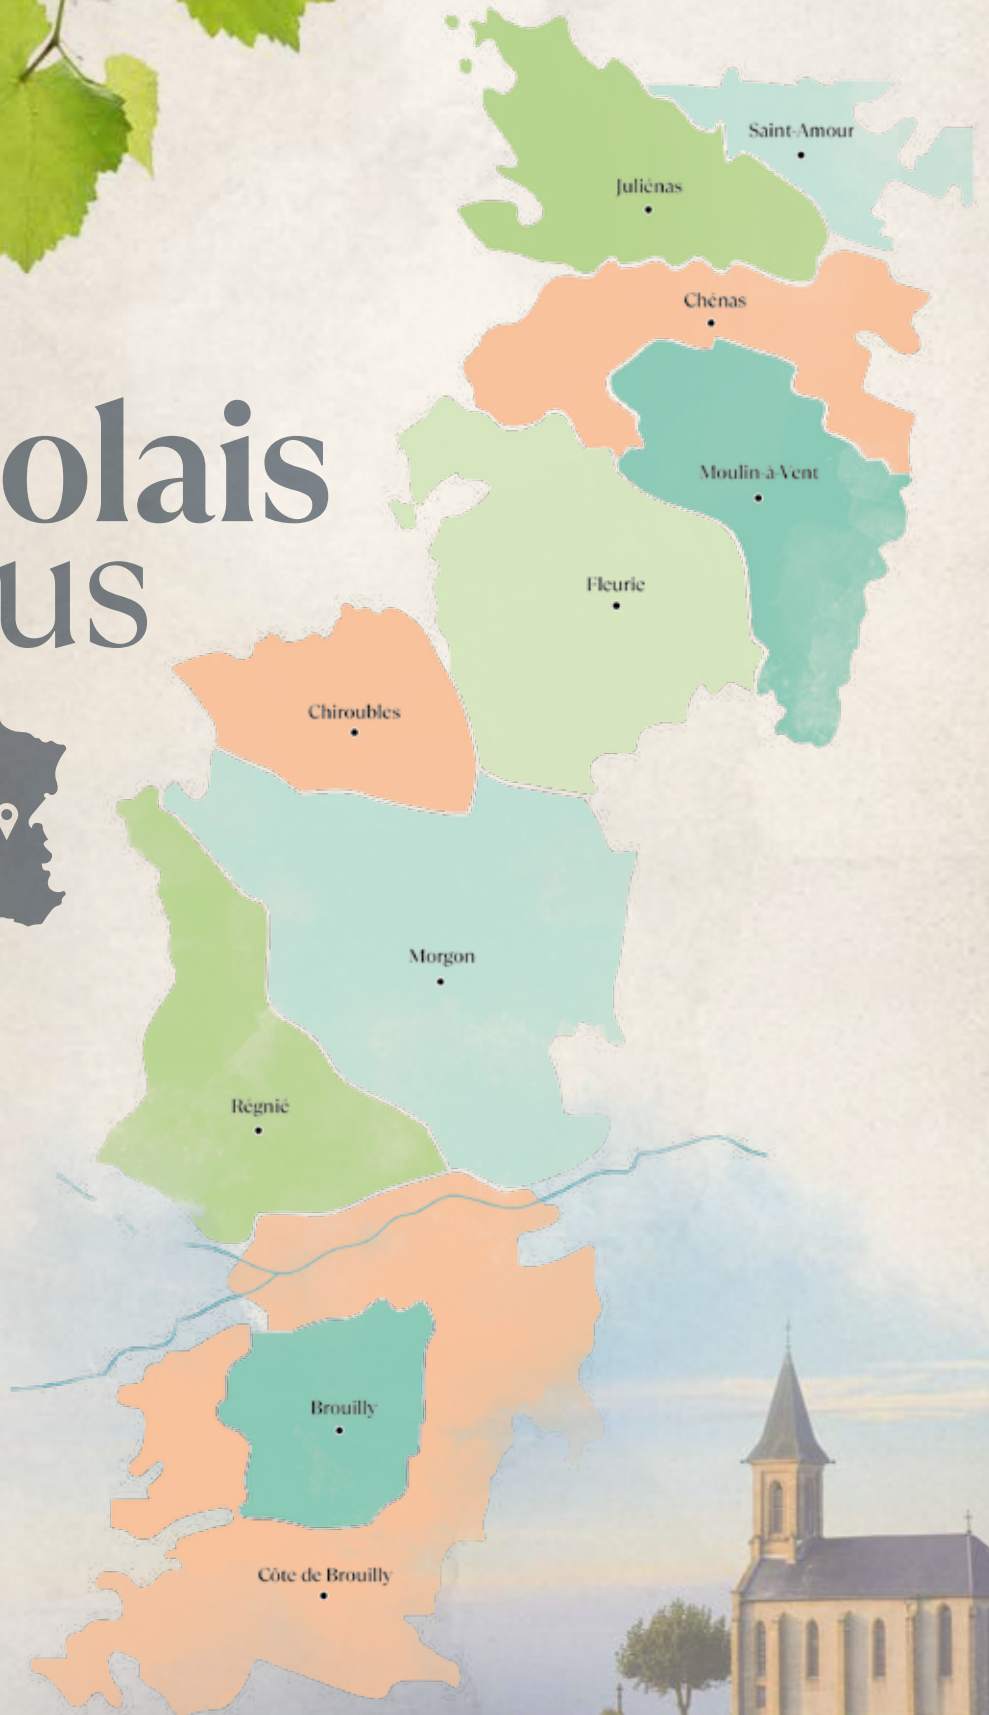 Saint-Amour
Juliénas
Chénas
olais
us
Moulin-à-Vent
Fleurie
Chiroubles
Morgon
Régnié
Brouilly
Côte de Brouilly